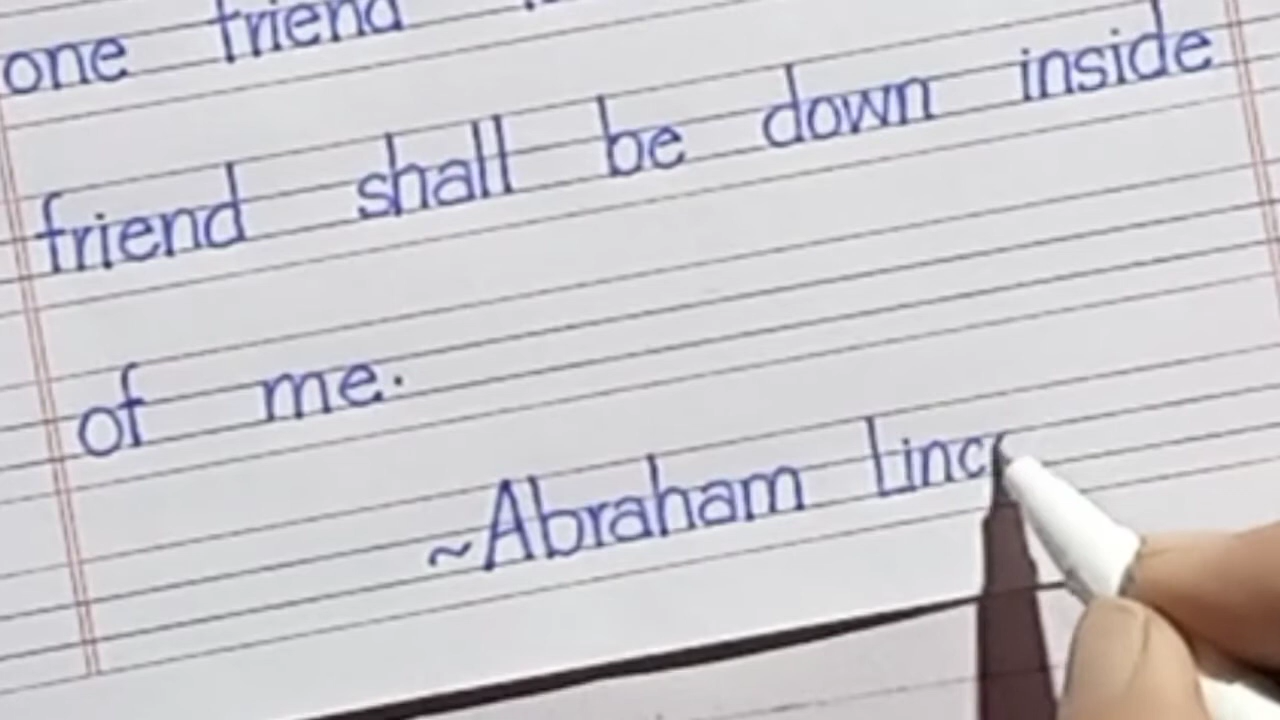 one friend
friend shall be down inside
of me.
~Abraham Linc